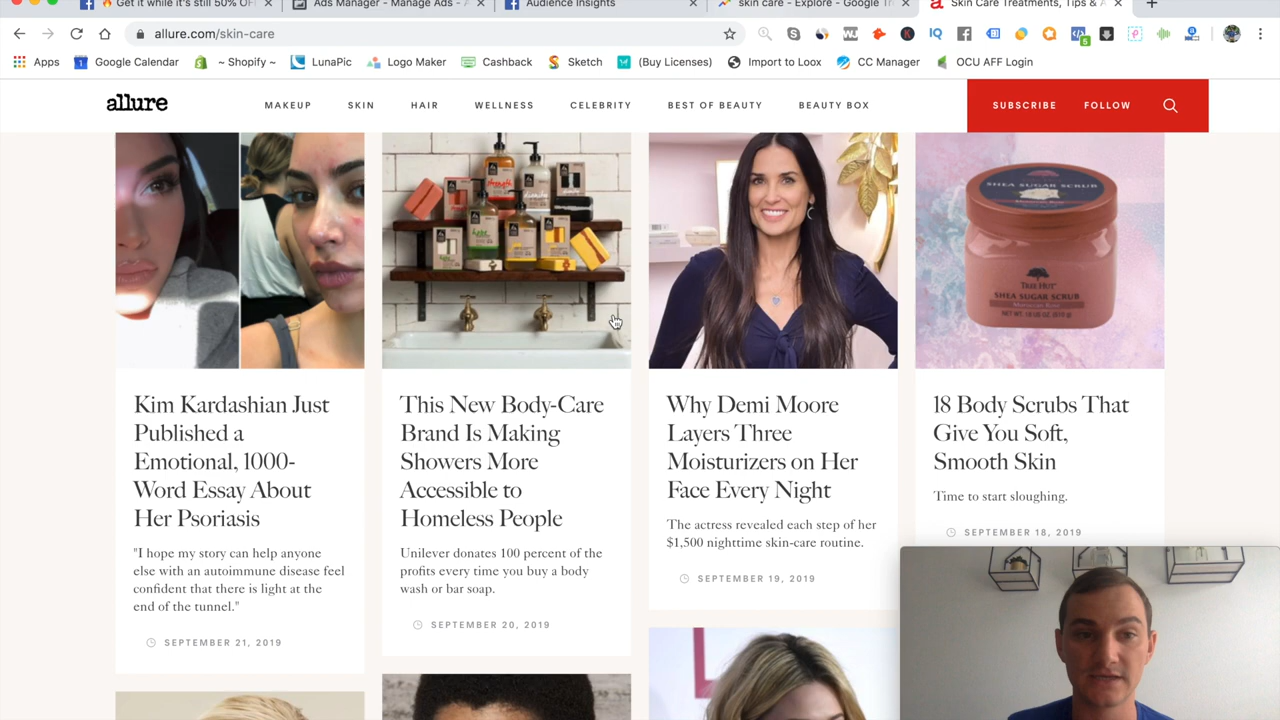 Get it while it's still 50% OF
Ads Manager - Manage Ads - A
Audience Insights
skin care - Explore - Google Tr
Skin Care Treatments, Tips & A
allure.com/skin-care
Apps
Google Calendar
~ Shopify ~
LunaPic
Logo Maker
Cashback
Sketch
(Buy Licenses)
Import to Loox
CC Manager
OCU AFF Login
allure
MAKEUP
SKIN
HAIR
WELLNESS
CELEBRITY
BEST OF BEAUTY
BEAUTY BOX
SUBSCRIBE
FOLLOW
SHEA SUGAR SCRUB
TREE HUT
SHEA SUGAR SCRUB
Kim Kardashian Just
Published a
Emotional, 1000-
Word Essay About
Her Psoriasis
"I hope my story can help anyone
else with an autoimmune disease feel
confident that there is light at the
end of the tunnel."
SEPTEMBER 21, 2019
This New Body-Care
Brand Is Making
Showers More
Accessible to
Homeless People
Unilever donates 100 percent of the
profits every time you buy a body
wash or bar soap.
SEPTEMBER 20, 2019
Why Demi Moore
Layers Three
Moisturizers on Her
Face Every Night
The actress revealed each step of her
$1,500 nighttime skin-care routine.
SEPTEMBER 19, 2019
18 Body Scrubs That
Give You Soft,
Smooth Skin
Time to start sloughing.
SEPTEMBER 18, 2019